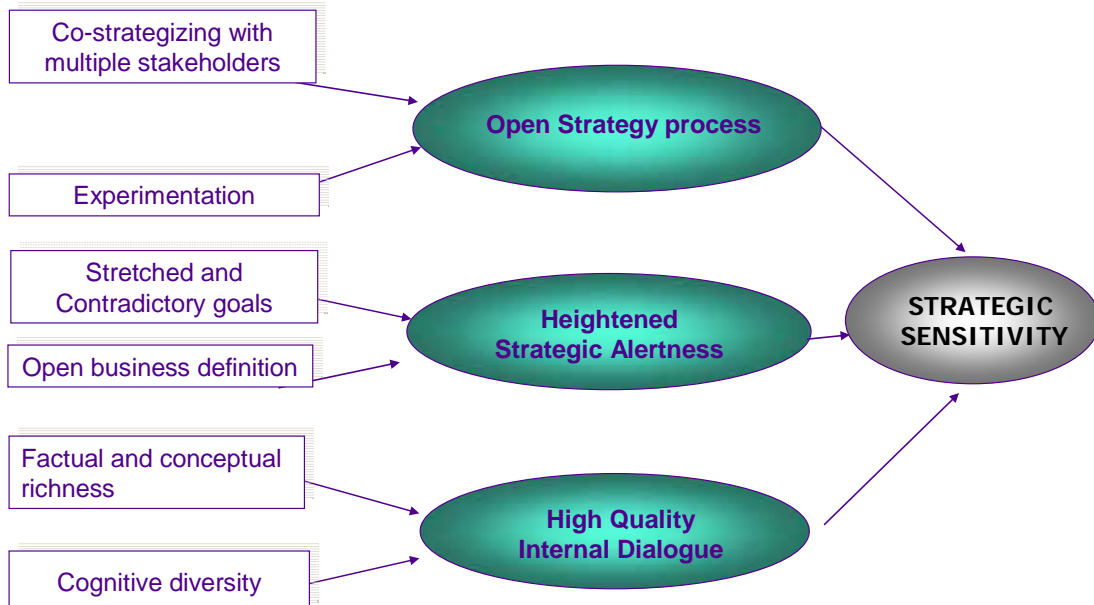 Co-strategizing with
multiple stakeholders
Open Strategy process
Experimentation
Stretched and
Contradictory goals
Heightened
Strategic Alertness
STRATEGIC
SENSITIVITY
Open business definition
Factual and conceptual
richness
High Quality
Internal Dialogue
Cognitive diversity